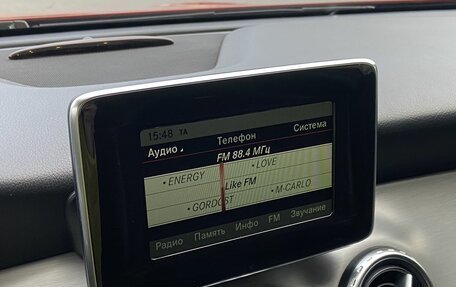 15:48 TA
Аудио Телефон Система
FM 88.4 МГц
• ENERGY • LOVE
Like FM
• GORDOST • M-CARLO
Радио Память Инфо FM Звучание